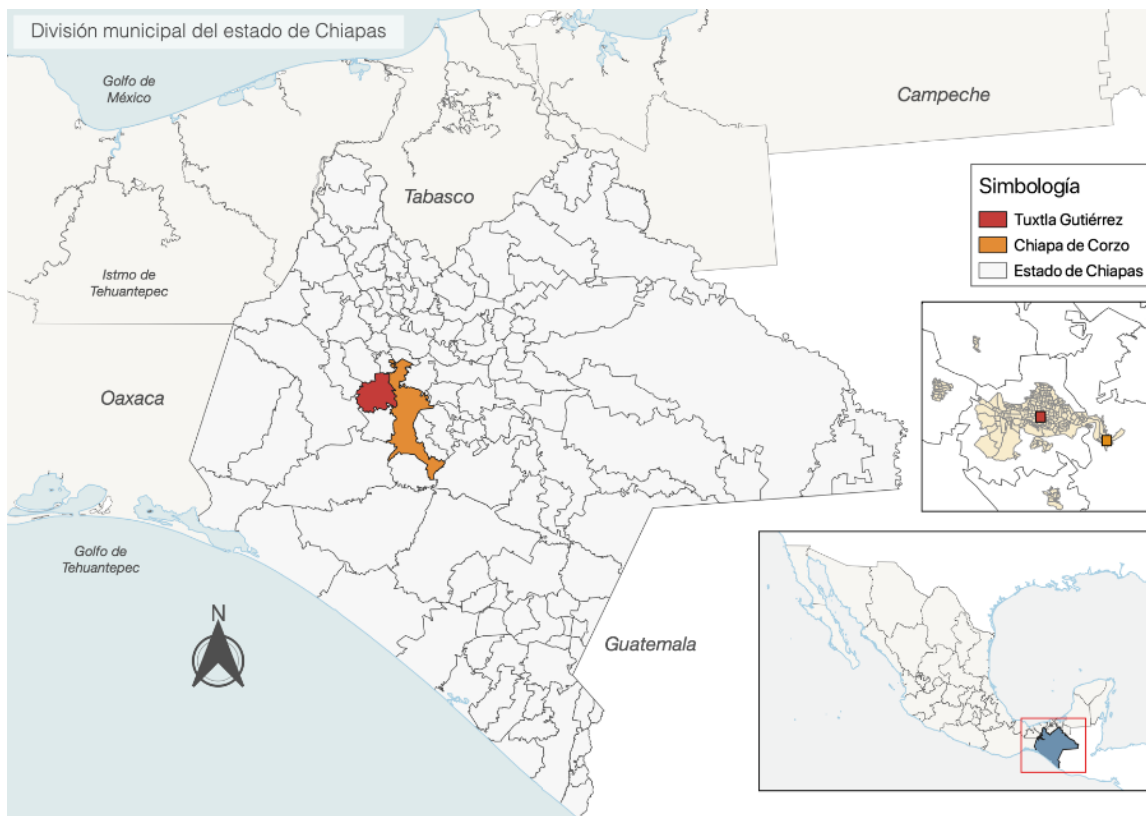 División municipal del estado de Chiapas
Golfo de
México
Campeche
Tabasco
Simbología
Tuxtla Gutiérrez
Chiapa de Corzo
Estado de Chiapas
Istmo de
Tehuantepec
Oaxaca
Golfo de
Tehuantepec
N
Guatemala